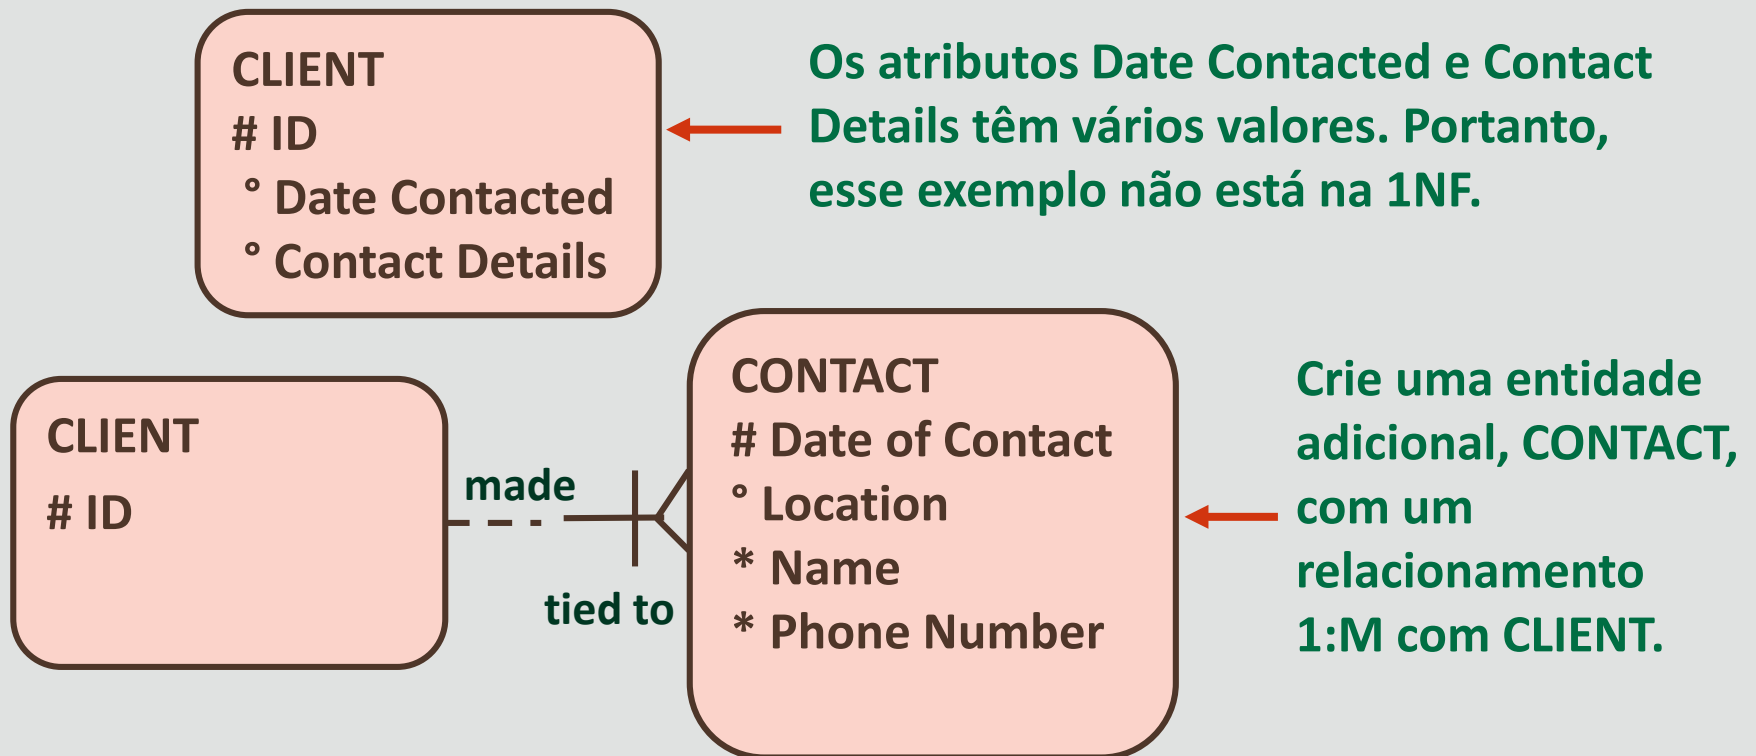 CLIENT
# ID
° Date Contacted
° Contact Details
Os atributos Date Contacted e Contact
Details têm vários valores. Portanto,
esse exemplo não está na 1NF.
CLIENT
# ID
made
tied to
CONTACT
# Date of Contact
° Location
* Name
* Phone Number
Crie uma entidade
adicional, CONTACT,
com um
relacionamento
1:M com CLIENT.